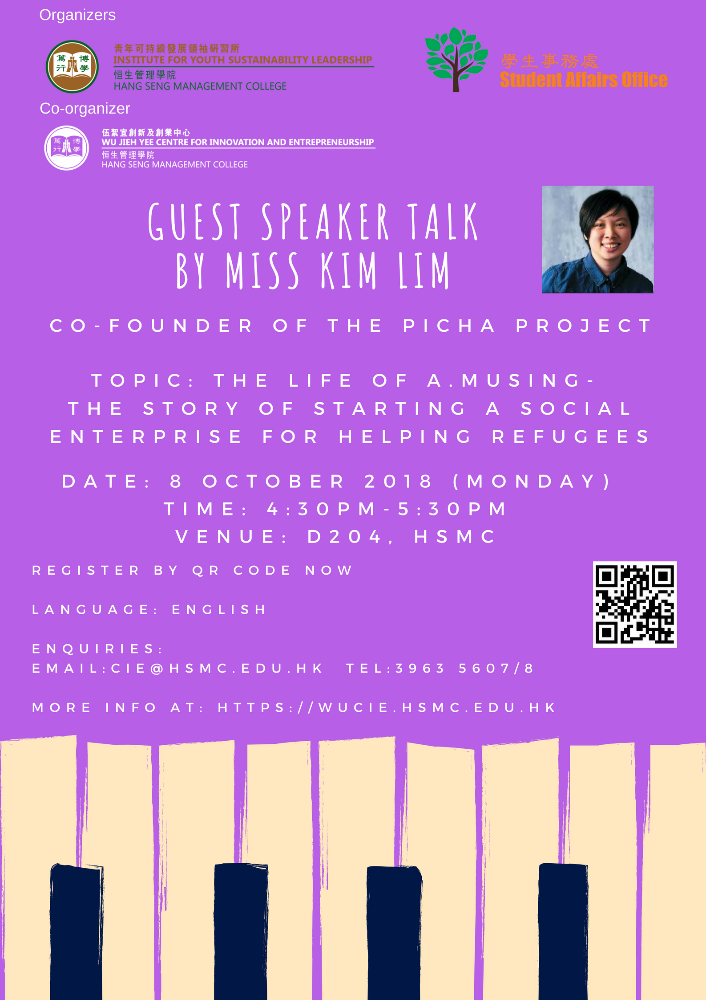 Organizers
篤行 博學
青年可持續發展領袖研習所
INSTITUTE FOR YOUTH SUSTAINABILITY LEADERSHIP
恒生管理學院
HANG SENG MANAGEMENT COLLEGE
學生事務處
Student Affairs Office
Co-organizer
篤行 博學
伍絜宜創新及創業中心
WU JIEH YEE CENTRE FOR INNOVATION AND ENTREPRENEURSHIP
恒生管理學院
HANG SENG MANAGEMENT COLLEGE
GUEST SPEAKER TALK
BY MISS KIM LIM
CO-FOUNDER OF THE PICHA PROJECT
TOPIC: THE LIFE OF A.MUSING-
THE STORY OF STARTING A SOCIAL
ENTERPRISE FOR HELPING REFUGEES
DATE: 8 OCTOBER 2018 (MONDAY)
TIME: 4:30PM-5:30PM
VENUE: D204, HSMC
REGISTER BY QR CODE NOW
LANGUAGE: ENGLISH
ENQUIRIES:
EMAIL:CIE@HSMC.EDU.HK TEL:3963 5607/8
MORE INFO AT: HTTPS://WUCIE.HSMC.EDU.HK